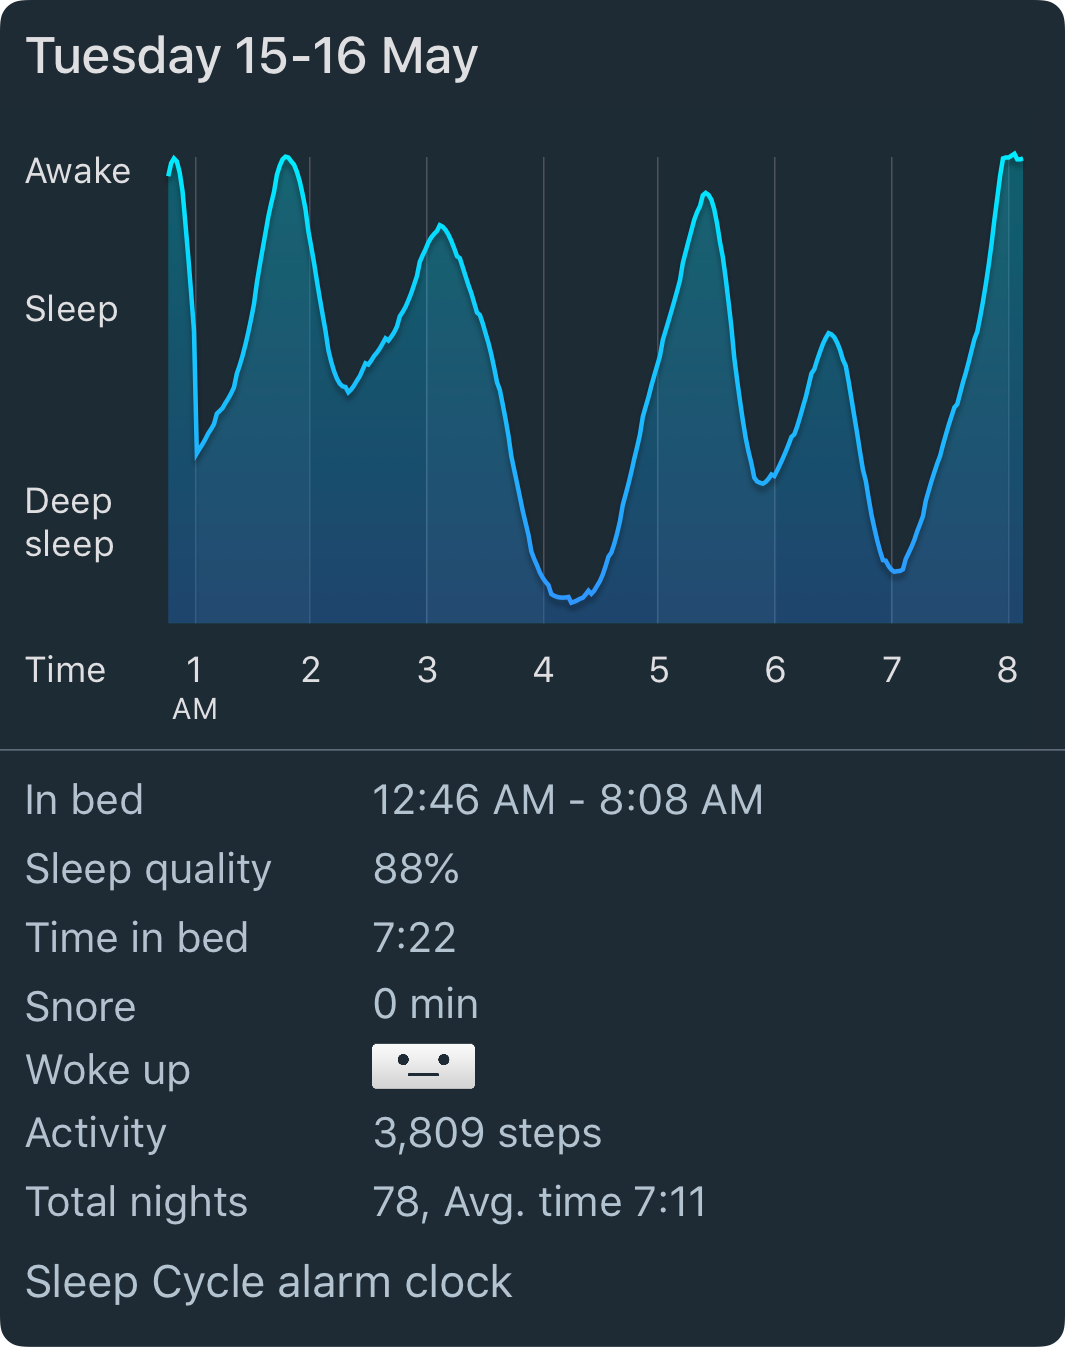 Tuesday 15-16 May
Awake
Sleep
Deep
sleep
Time 1 2 3 4 5 6 7 8
AM
In bed 12:46 AM - 8:08 AM
Sleep quality 88%
Time in bed 7:22
Snore 0 min
Woke up
Activity 3,809 steps
Total nights 78, Avg. time 7:11
Sleep Cycle alarm clock